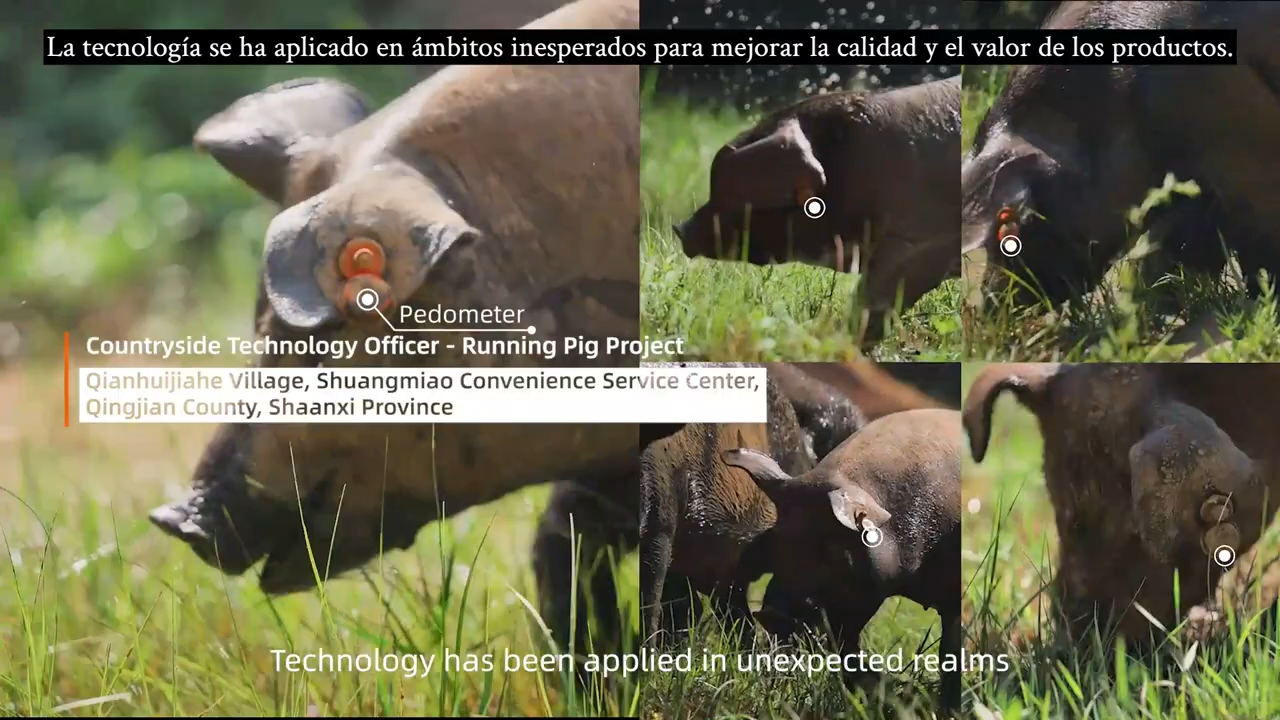 La tecnología se ha aplicado en ámbitos inesperados para mejorar la calidad y el valor de los productos.
Pedometer
Countryside Technology Officer - Running Pig Project
Qianhuijiahe Village, Shuangmiao Convenience Service Center,
Qingjian County, Shaanxi Province
Technology has been applied in unexpected realms